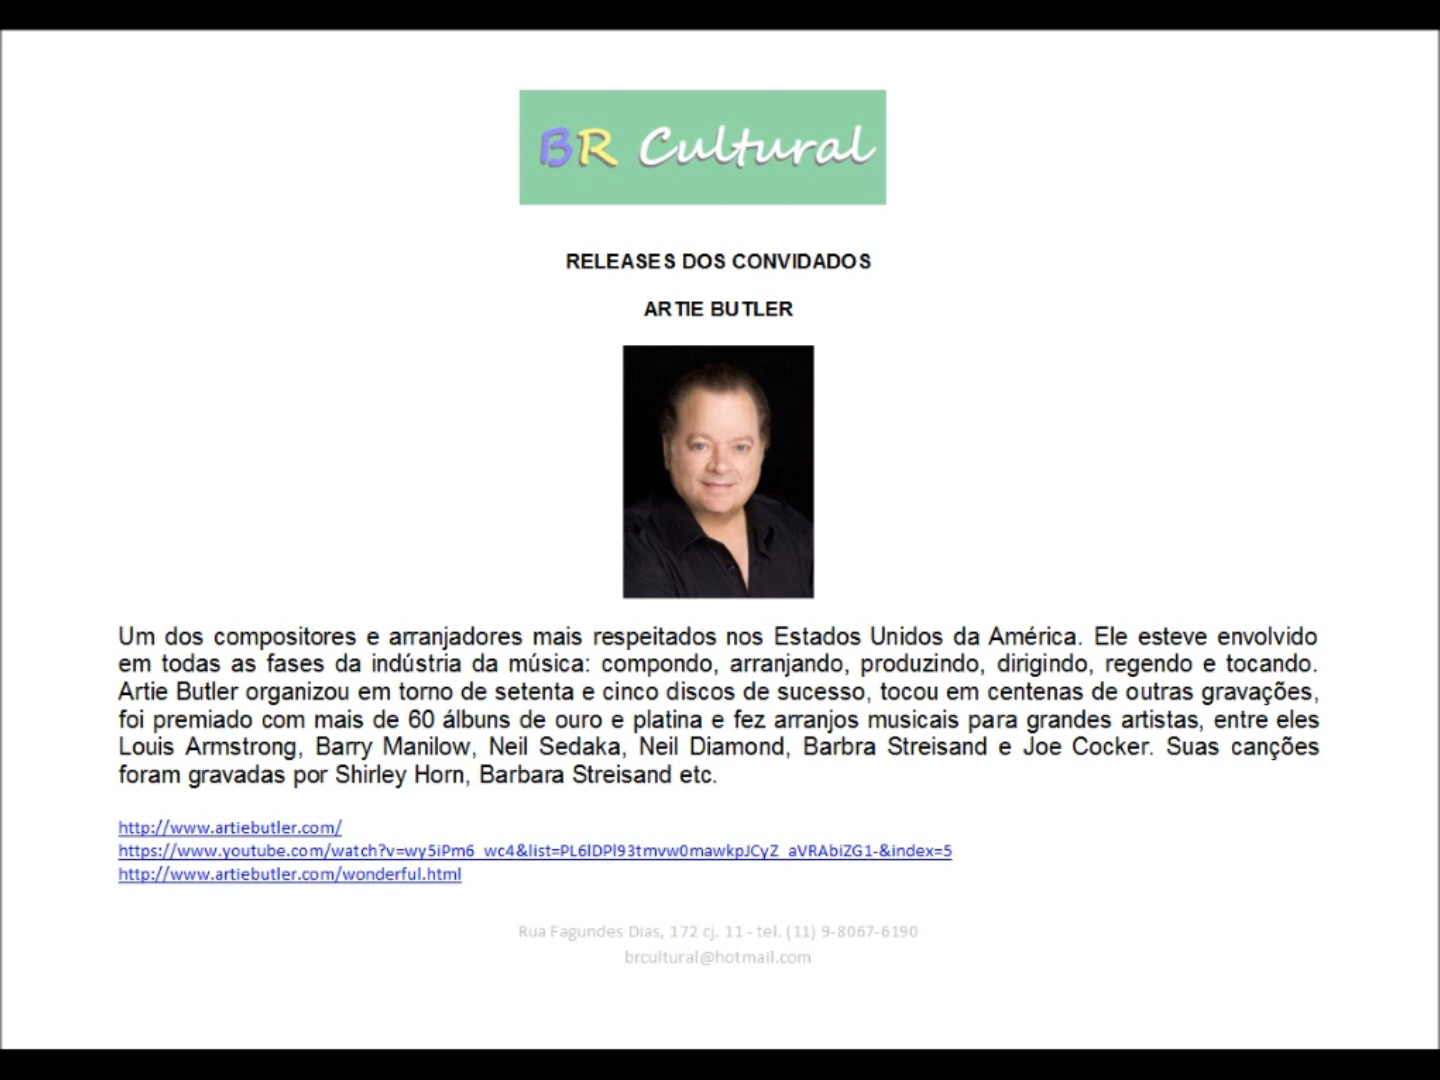 BR Cultural
RELEASES DOS CONVIDADOS
ARTIE BUTLER
Um dos compositores e arranjadores mais respeitados nos Estados Unidos da América. Ele esteve envolvido
em todas as fases da indústria da música: compondo, arranjando, produzindo, dirigindo, regendo e tocando.
Artie Butler organizou em torno de setenta e cinco discos de sucesso, tocou em centenas de outras gravações,
foi premiado com mais de 60 álbuns de ouro e platina e fez arranjos musicais para grandes artistas, entre eles
Louis Armstrong, Barry Manilow, Neil Sedaka, Neil Diamond, Barbra Streisand e Joe Cocker. Suas canções
foram gravadas por Shirley Horn, Barbara Streisand etc.
http://www.artiebutler.com/
https://www.youtube.com/watch?v=wy5iPm6_wc4&list=PL6lDPl93tmvw0mawkpJCyZ_aVRAbiZG1-&index=5
http://www.artiebutler.com/wonderful.html
Rua Fagundes Dias, 172 cj. 11 - tel. (11) 9-8067-6190
brcultural@hotmail.com